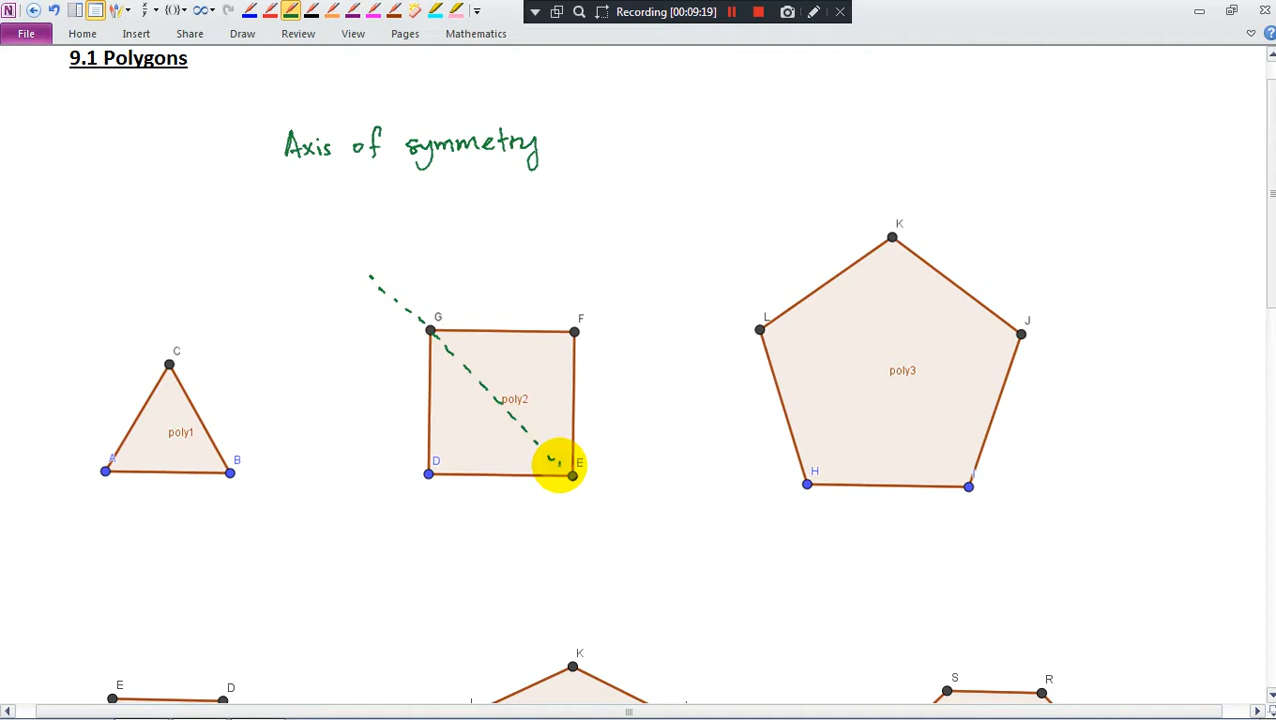 Recording [00:09:19]
File Home Insert Share Draw Review View Pages Mathematics
9.1 Polygons
Axis of symmetry
K
G F L J
C
poly3
poly2
poly1
A B D E H I
K
E D S R